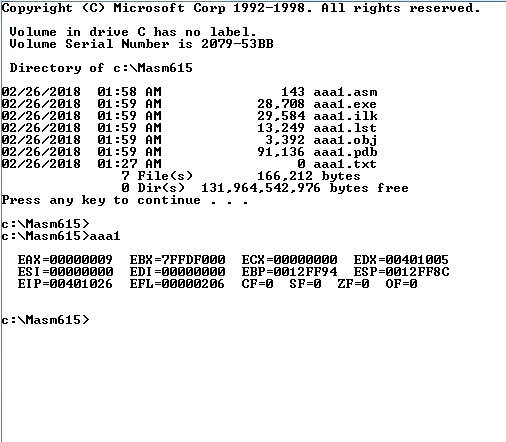 Copyright (C) Microsoft Corp 1992-1998. All rights reserved.
Volume in drive C has no label.
Volume Serial Number is 2079-53BB
Directory of c:\Masm615
02/26/2018  01:58 AM               143 aaa1.asm
02/26/2018  01:59 AM            28,708 aaa1.exe
02/26/2018  01:59 AM            29,584 aaa1.ilk
02/26/2018  01:59 AM            13,249 aaa1.lst
02/26/2018  01:59 AM             3,392 aaa1.obj
02/26/2018  01:59 AM            91,136 aaa1.pdb
02/26/2018  01:27 AM                 0 aaa1.txt
7 File(s)        166,212 bytes
0 Dir(s)  131,964,542,976 bytes free
Press any key to continue . . .
c:\Masm615>
c:\Masm615>aaa1
EAX=00000009  EBX=7FFDF000  ECX=00000000  EDX=00401005
ESI=00000000  EDI=00000000  EBP=0012FF94  ESP=0012FF8C
EIP=00401026  EFL=00000206  CF=0  SF=0  ZF=0  OF=0
c:\Masm615>